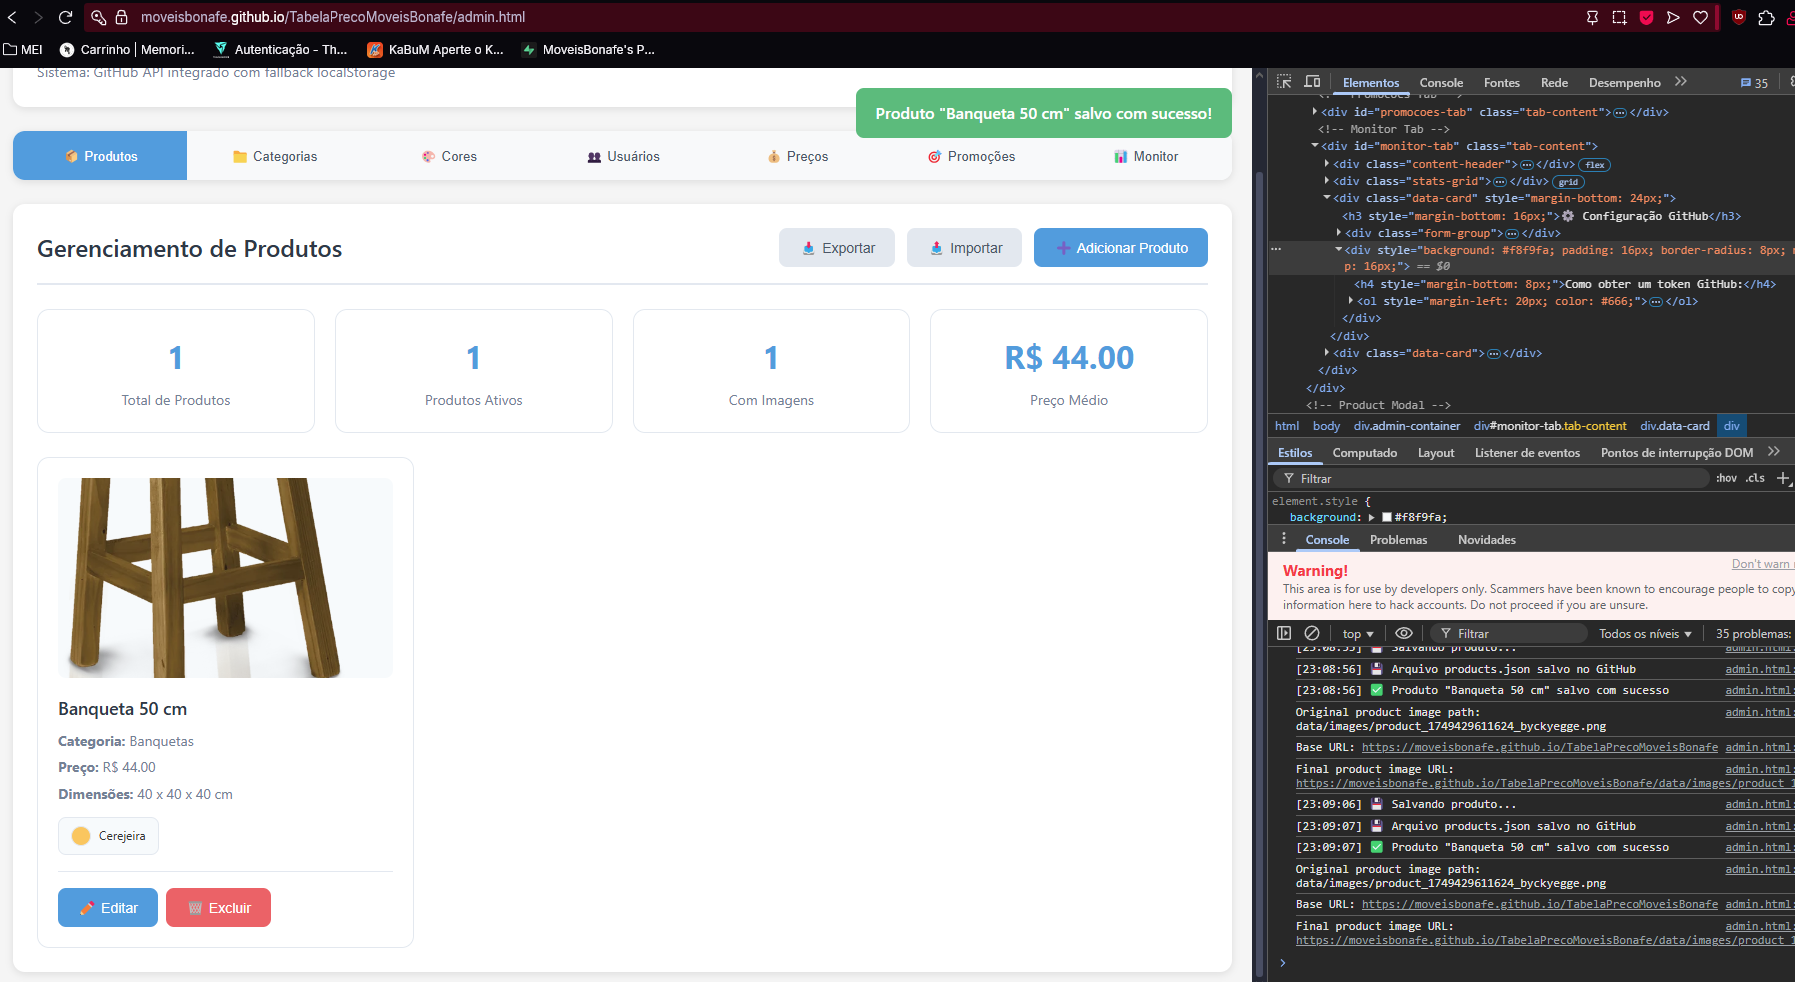 moveisbonafe.github.io/TabelaPrecoMoveisBonafe/admin.html
MEI
Carrinho | Memori...
Autenticação - Th...
KaBuM Aperte o K...
MoveisBonafe's P...
Sistema: GitHub API integrado com fallback localStorage
Produto "Banqueta 50 cm" salvo com sucesso!
Produtos
Categorias
Cores
Usuários
Preços
Promoções
Monitor
Gerenciamento de Produtos
Exportar
Importar
Adicionar Produto
1
Total de Produtos
1
Produtos Ativos
1
Com Imagens
R$ 44.00
Preço Médio
Banqueta 50 cm
Categoria: Banquetas
Preço: R$ 44.00
Dimensões: 40 x 40 x 40 cm
Cerejeira
Editar
Excluir
Elementos
Console
Fontes
Rede
Desempenho
35
<div id="promocoes-tab" class="tab-content"> </div>
<!-- Monitor Tab -->
<div id="monitor-tab" class="tab-content">
<div class="content-header"> </div> flex
<div class="stats-grid"> </div> grid
<div class="data-card" style="margin-bottom: 24px;">
<h3 style="margin-bottom: 16px;">⚙️ Configuração GitHub</h3>
<div class="form-group"> </div>
<div style="background: #f8f9fa; padding: 16px; border-radius: 8px;
p: 16px;"> == $0
<h4 style="margin-bottom: 8px;">Como obter um token GitHub:</h4>
<ol style="margin-left: 20px; color: #666;"> </ol>
</div>
</div>
<div class="data-card"> </div>
</div>
</div>
<!-- Product Modal -->
html body div.admin-container div#monitor-tab.tab-content div.data-card div
Estilos
Computado
Layout
Listener de eventos
Pontos de interrupção DOM
Filtrar
:hov .cls
element.style {
background: #f8f9fa;
Console
Problemas
Novidades
Don't warn
Warning!
This area is for use by developers only. Scammers have been known to encourage people to copy
information here to hack accounts. Do not proceed if you are unsure.
top
Filtrar
Todos os níveis
35 problemas:
[23:08:55] 💾 Salvando produto... admin.html:
[23:08:56] 💾 Arquivo products.json salvo no GitHub admin.html:
[23:08:56] ✅ Produto "Banqueta 50 cm" salvo com sucesso admin.html:
Original product image path: admin.html:
data/images/product_1749429611624_byckyegge.png
Base URL: https://moveisbonafe.github.io/TabelaPrecoMoveisBonafe admin.html:
Final product image URL: admin.html:
https://moveisbonafe.github.io/TabelaPrecoMoveisBonafe/data/images/product_1
[23:09:06] 💾 Salvando produto... admin.html:
[23:09:07] 💾 Arquivo products.json salvo no GitHub admin.html:
[23:09:07] ✅ Produto "Banqueta 50 cm" salvo com sucesso admin.html:
Original product image path: admin.html:
data/images/product_1749429611624_byckyegge.png
Base URL: https://moveisbonafe.github.io/TabelaPrecoMoveisBonafe admin.html:
Final product image URL: admin.html:
https://moveisbonafe.github.io/TabelaPrecoMoveisBonafe/data/images/product_1